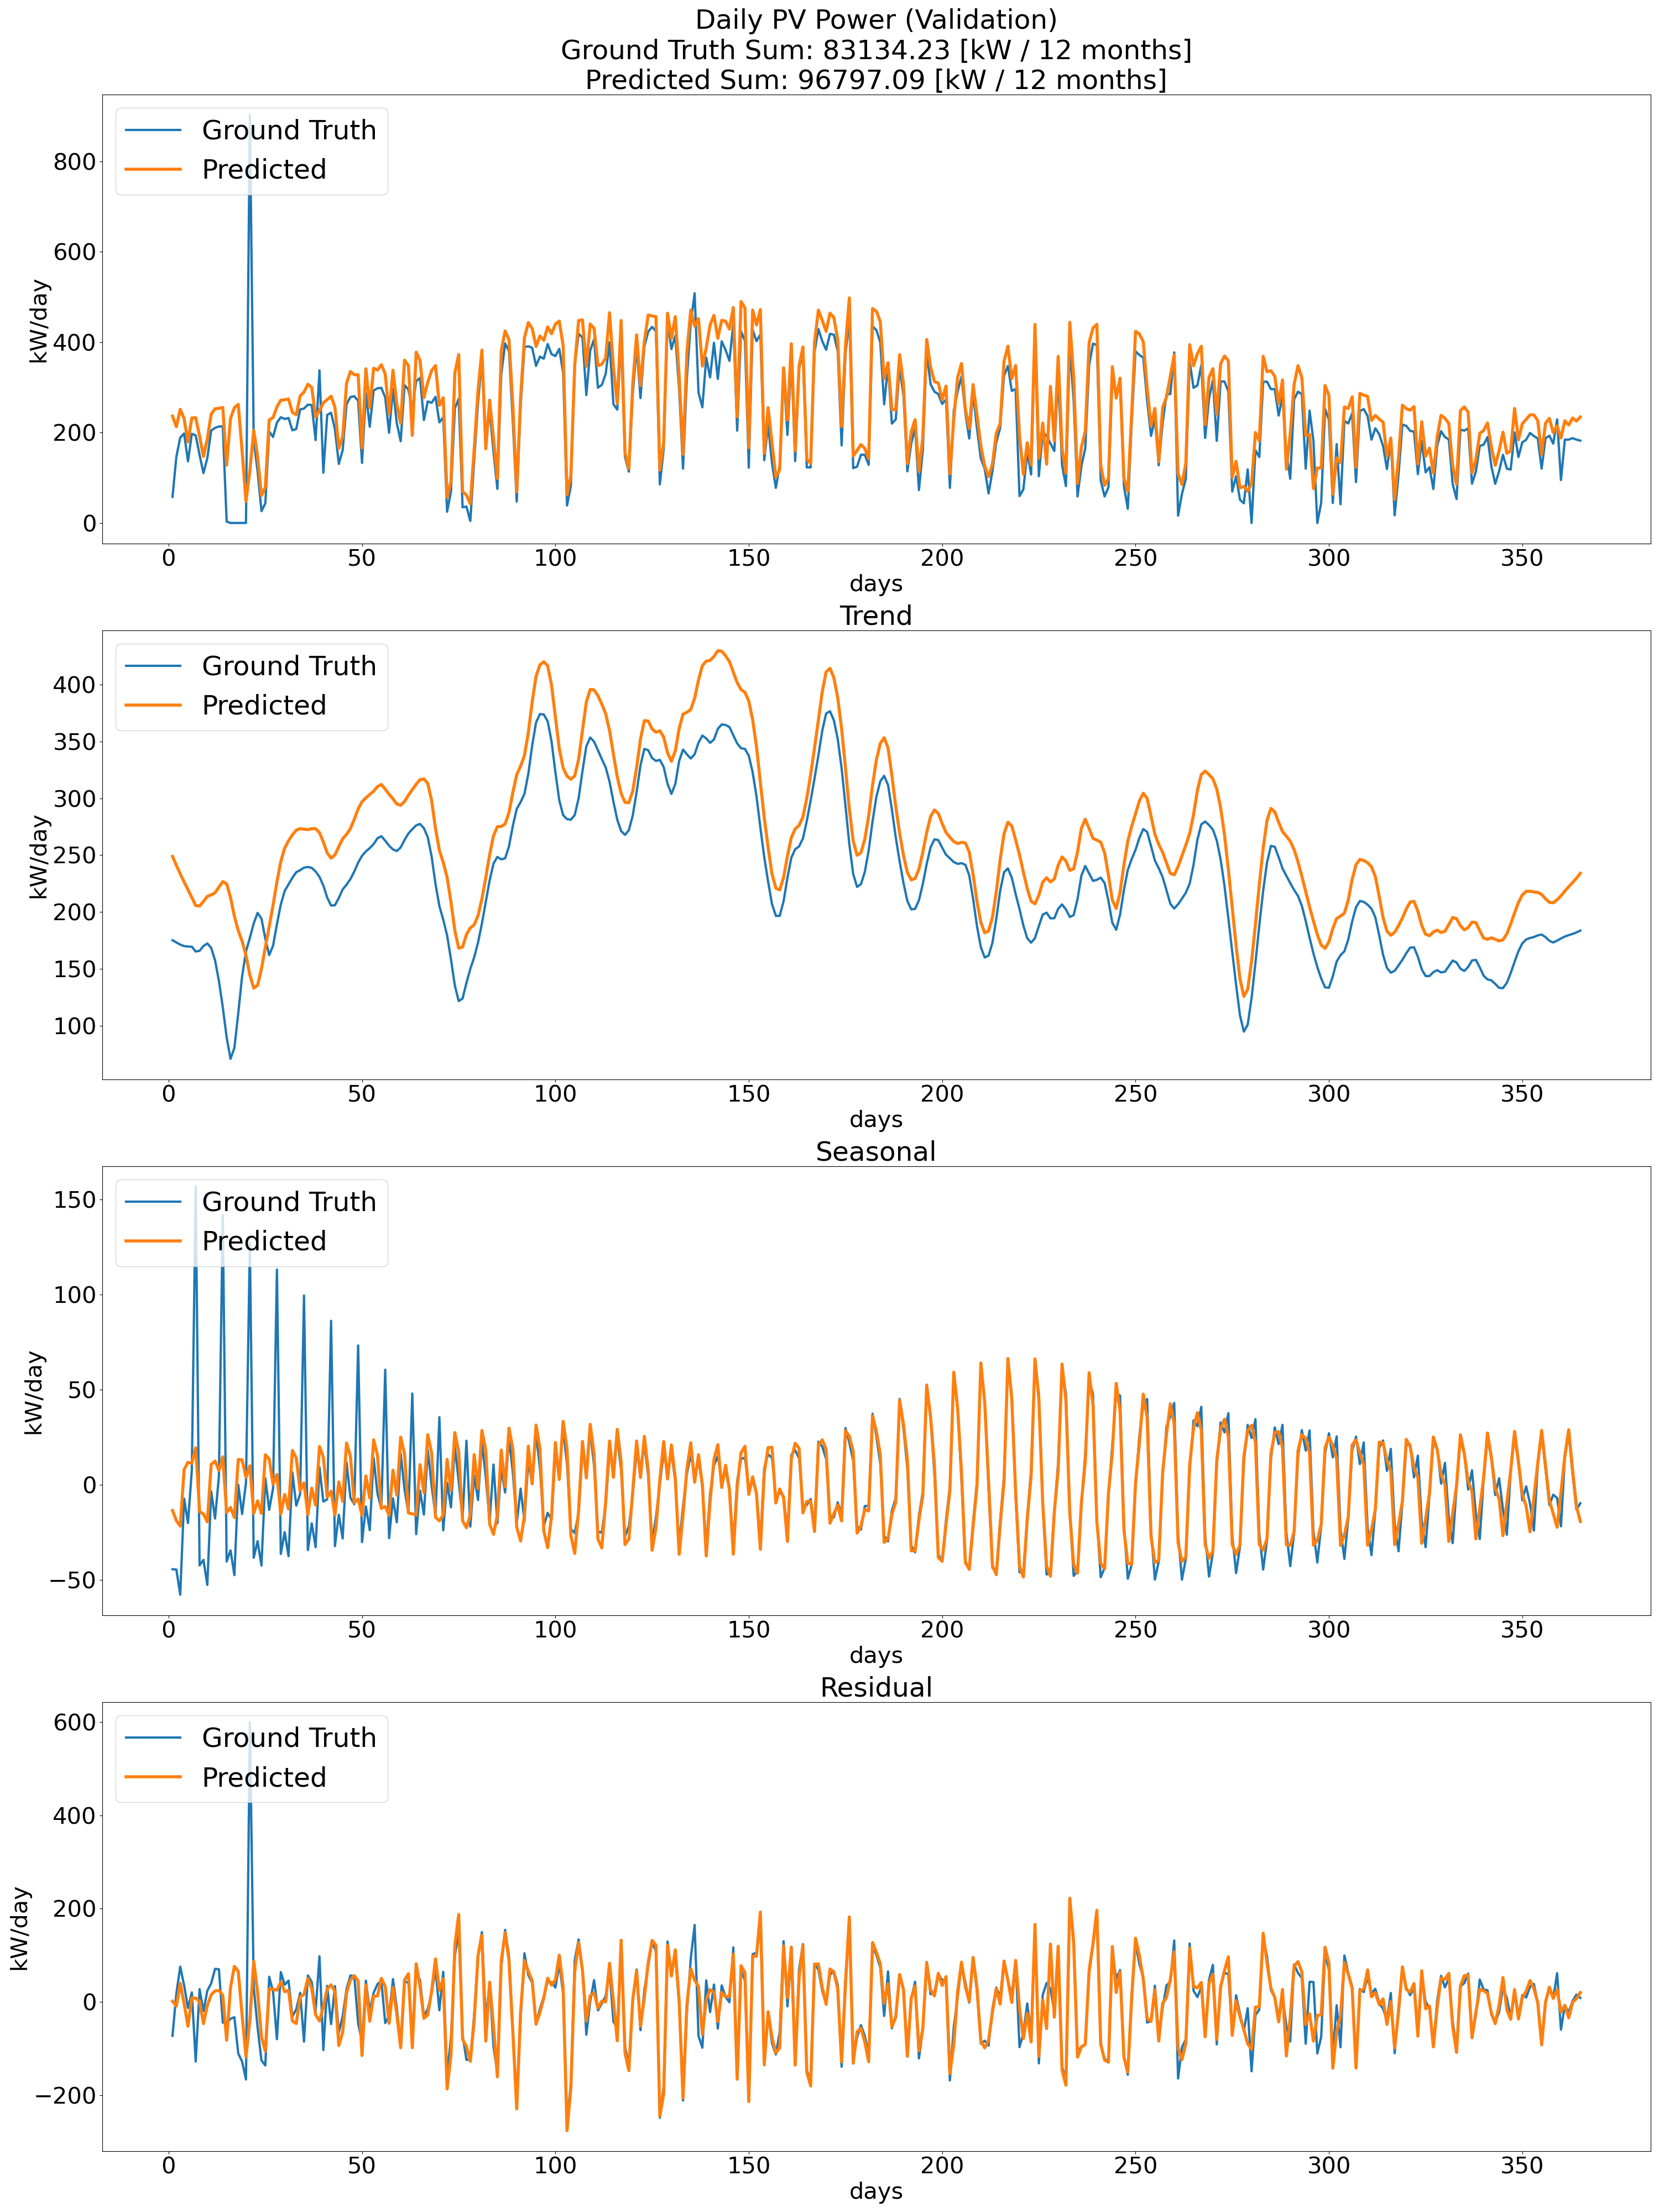 Daily PV Power (Validation)
Ground Truth Sum: 83134.23 [kW / 12 months]
Predicted Sum: 96797.09 [kW / 12 months]
Ground Truth
Predicted
kW/day
800
600
400
200
0
0 50 100 150 200 250 300 350
days
Trend
Ground Truth
Predicted
kW/day
400
350
300
250
200
150
100
0 50 100 150 200 250 300 350
days
Seasonal
Ground Truth
Predicted
kW/day
150
100
50
0
−50
0 50 100 150 200 250 300 350
days
Residual
Ground Truth
Predicted
kW/day
600
400
200
0
−200
0 50 100 150 200 250 300 350
days